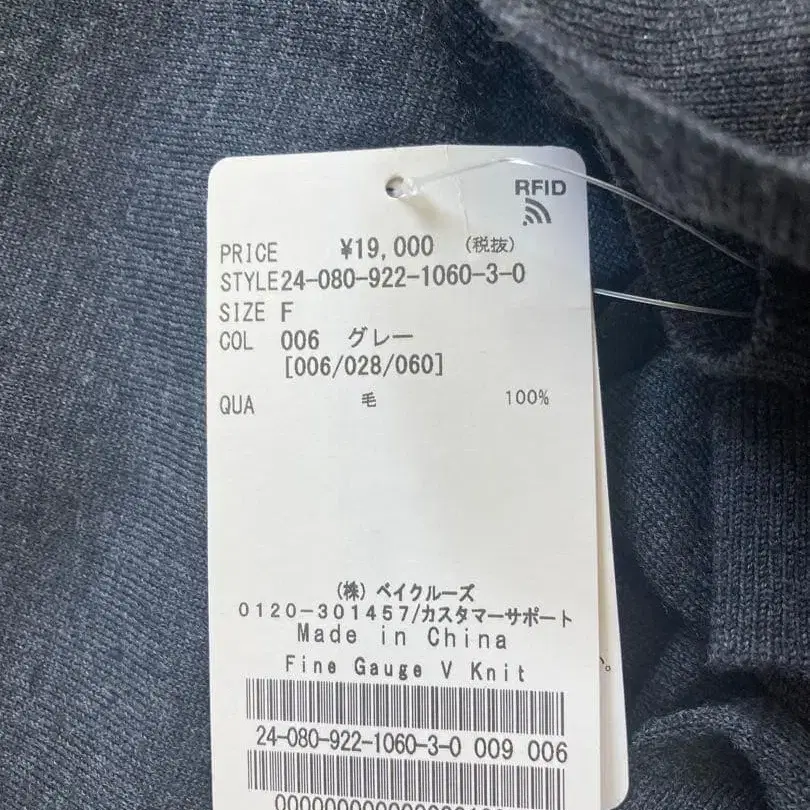 RFID
PRICE ¥19,000 (税抜)
STYLE24-080-922-1060-3-0
SIZE F
COL 006 グレー
[006/028/060]
QUA 毛 100%
(株) ベイクルーズ
0120-301457/カスタマーサポート
Made in China
Fine Gauge V Knit
24-080-922-1060-3-0 009 006